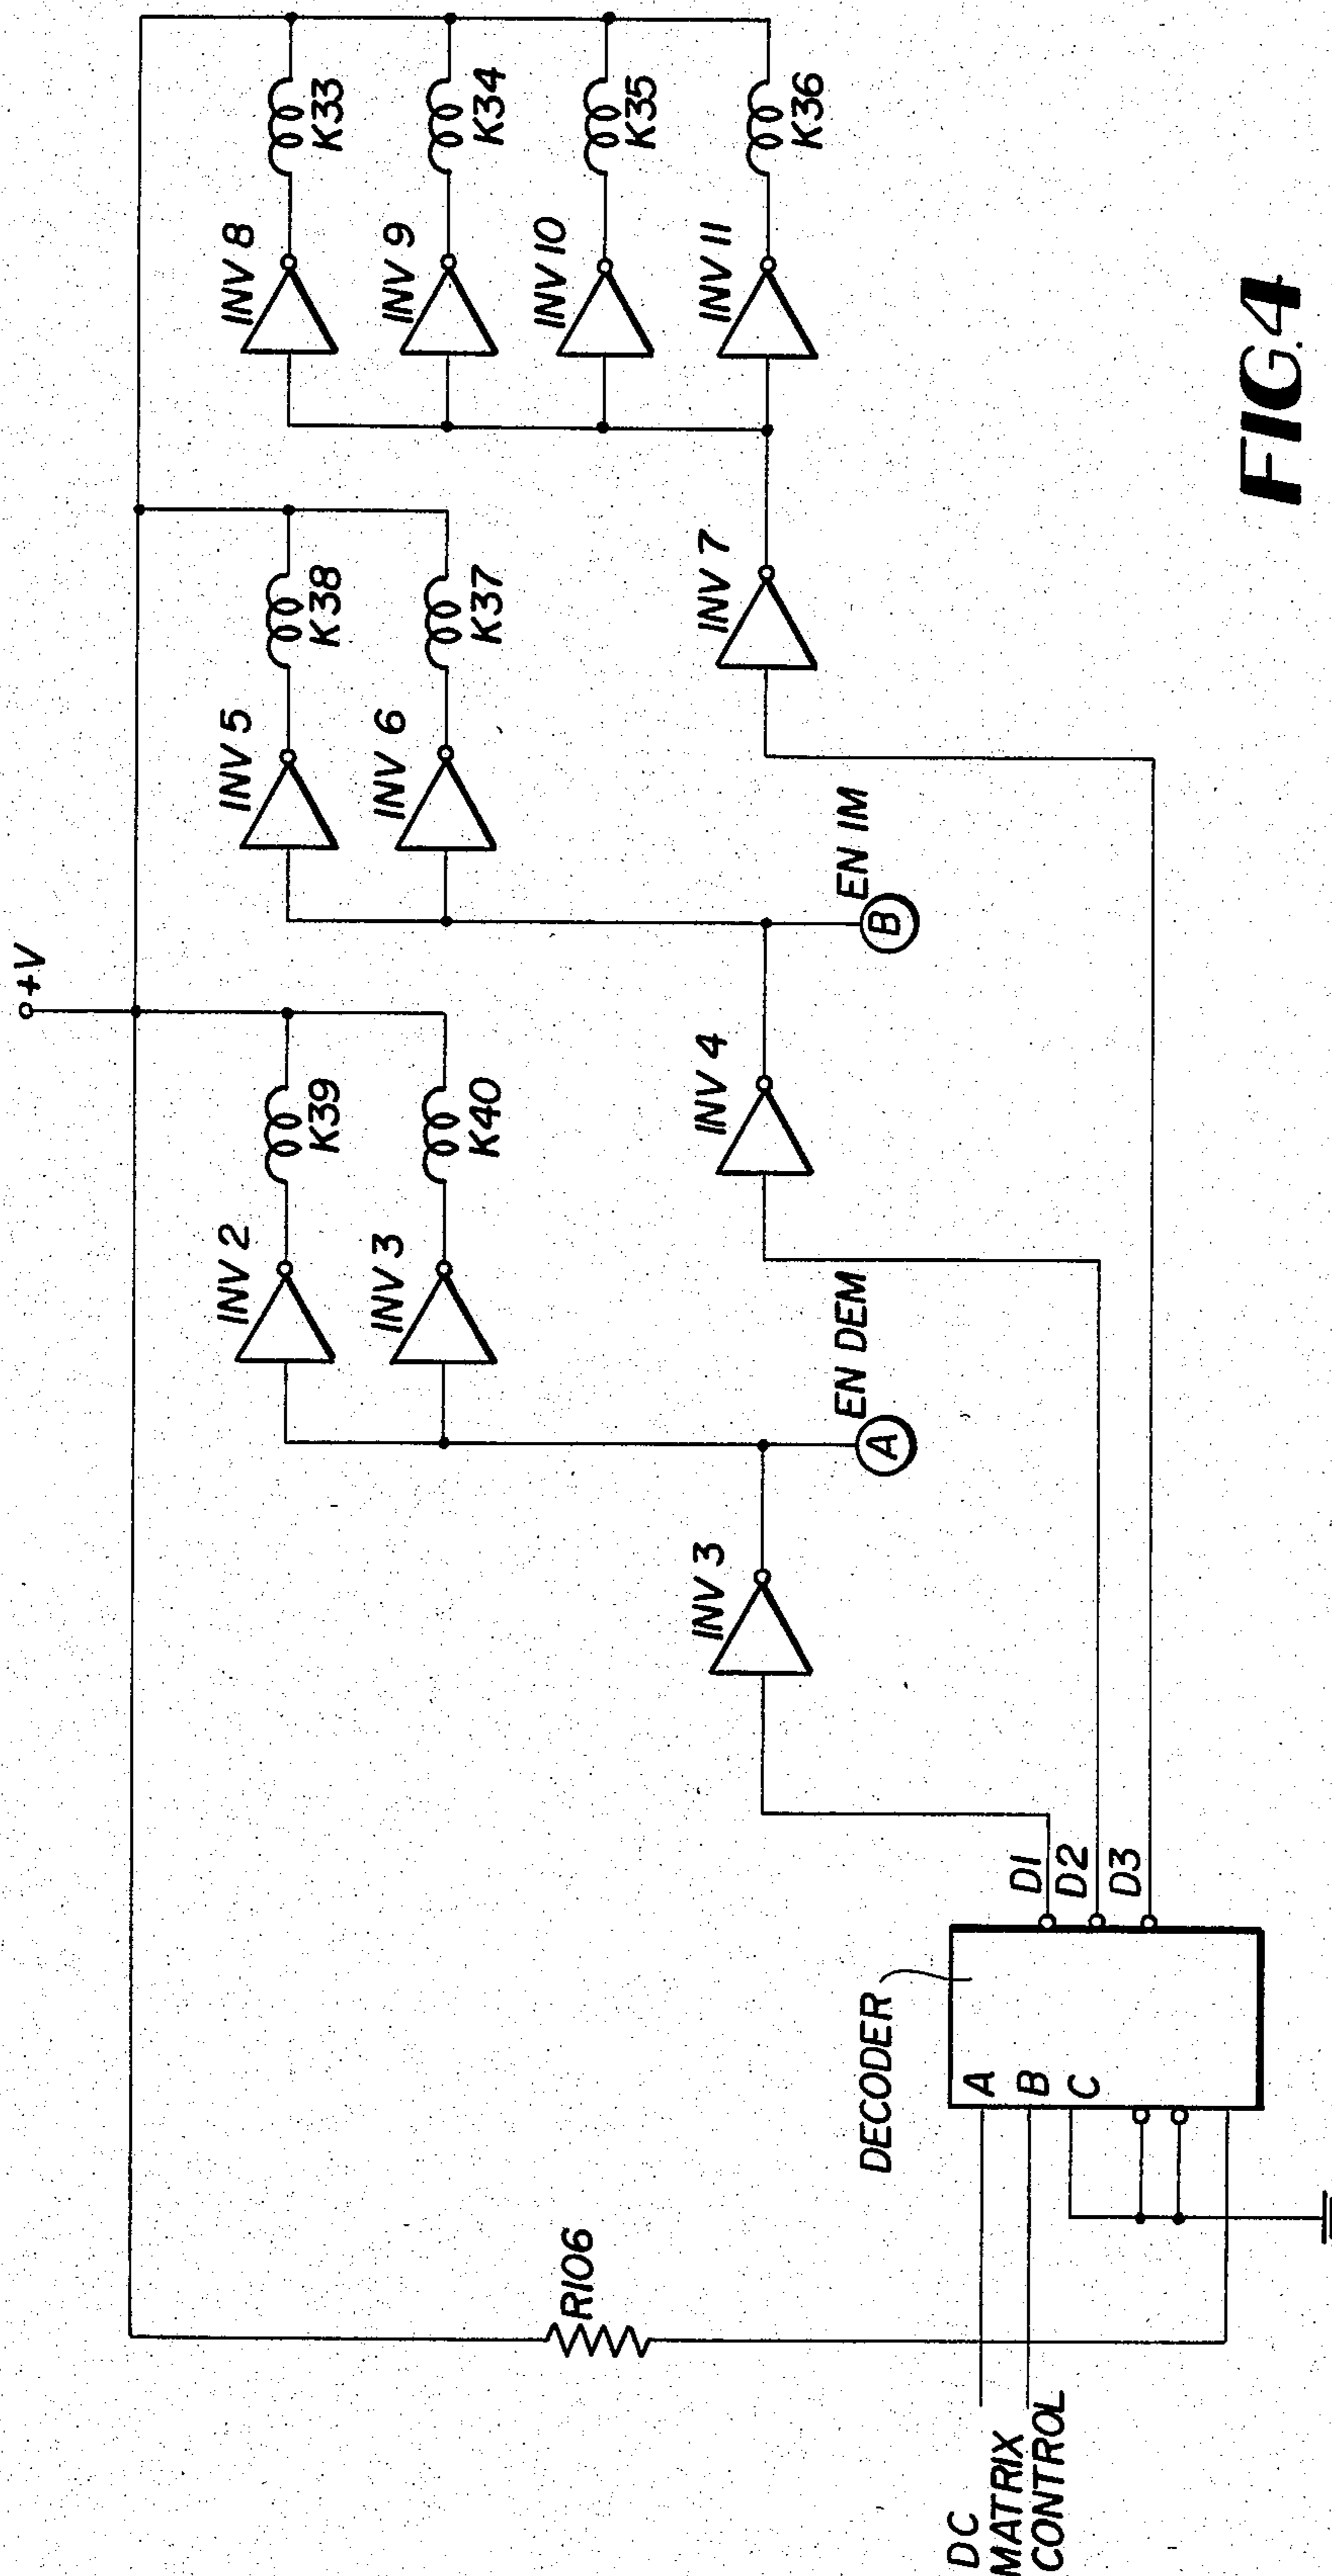 +V
INV 2
K39
INV 3
K40
INV 5
K38
INV 6
K37
INV 8
K33
INV 9
K34
INV 10
K35
INV 11
K36
INV 3
INV 4
INV 7
A
EN DEM
B
EN IM
R106
DECODER
A
B
C
D1
D2
D3
DC
MATRIX
CONTROL
FIG. 4